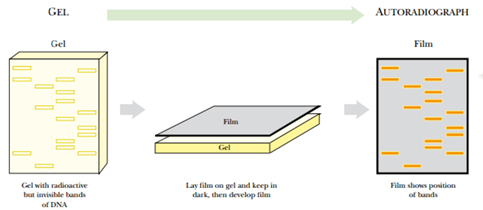 GEL
AUTORADIOGRAPH
Gel
Film
Film
Gel
Gel with radioactive
but invisible bands
of DNA
Lay film on gel and keep in
dark, then develop film
Film shows position
of bands